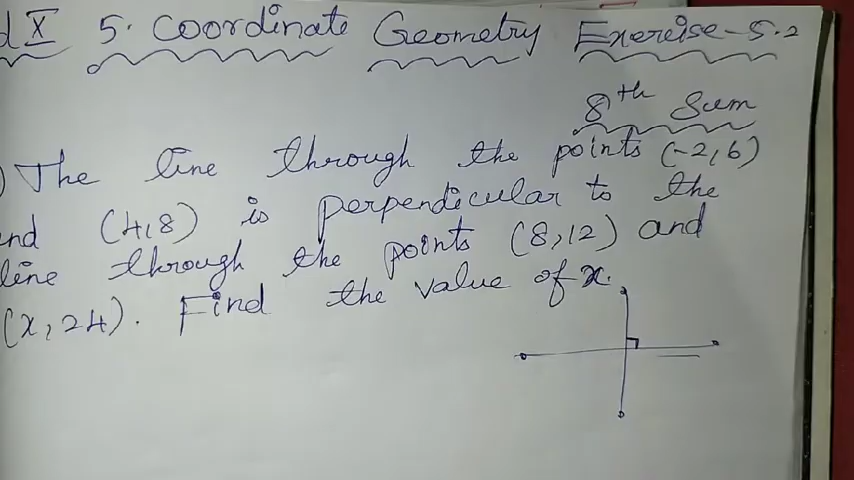 d X 5. Coordinate Geometry Exercise-5.2
8th Sum
) The line through the points (-2,6)
nd (4,8) is perpendicular to the
line through the points (8,12) and
(x,24). Find the value of x.